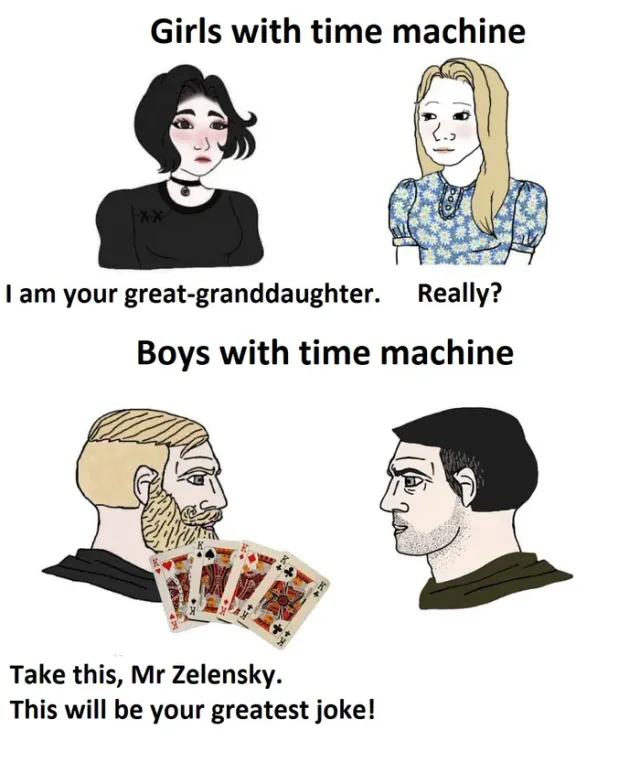 Girls with time machine
I am your great-granddaughter. Really?
Boys with time machine
K K K K
K K
Take this, Mr Zelensky.
This will be your greatest joke!